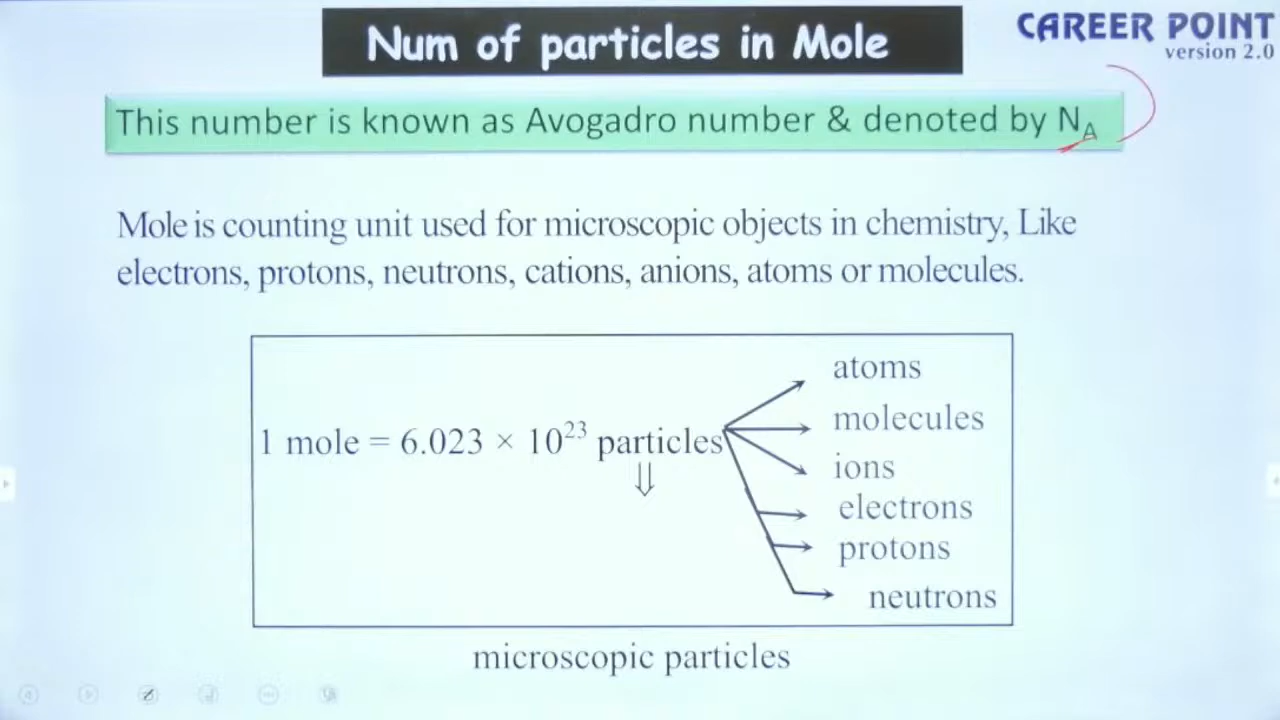 Num of particles in Mole
CAREER POINT
version 2.0
This number is known as Avogadro number & denoted by N_A
Mole is counting unit used for microscopic objects in chemistry, Like
electrons, protons, neutrons, cations, anions, atoms or molecules.
1 mole = 6.023 × 10²³ particles
⇓
atoms
molecules
ions
electrons
protons
neutrons
microscopic particles